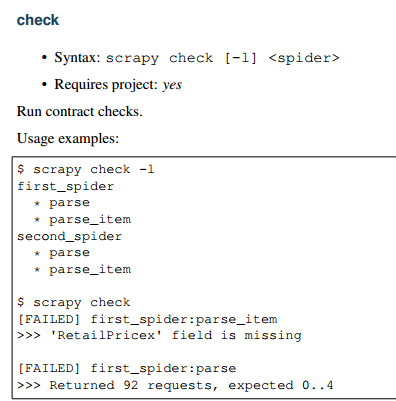 check
• Syntax: scrapy check [-l] <spider>
• Requires project: yes
Run contract checks.
Usage examples:
$ scrapy check -l
first_spider
  * parse
  * parse_item
second_spider
  * parse
  * parse_item
$ scrapy check
[FAILED] first_spider:parse_item
>>> 'RetailPricex' field is missing
[FAILED] first_spider:parse
>>> Returned 92 requests, expected 0..4